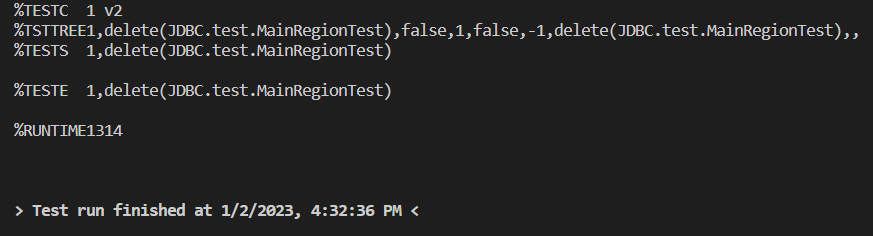 %TESTC  1 v2
%TSTTREE1,delete(JDBC.test.MainRegionTest),false,1,false,-1,delete(JDBC.test.MainRegionTest),,
%TESTS  1,delete(JDBC.test.MainRegionTest)
%TESTE  1,delete(JDBC.test.MainRegionTest)
%RUNTIME1314
> Test run finished at 1/2/2023, 4:32:36 PM <